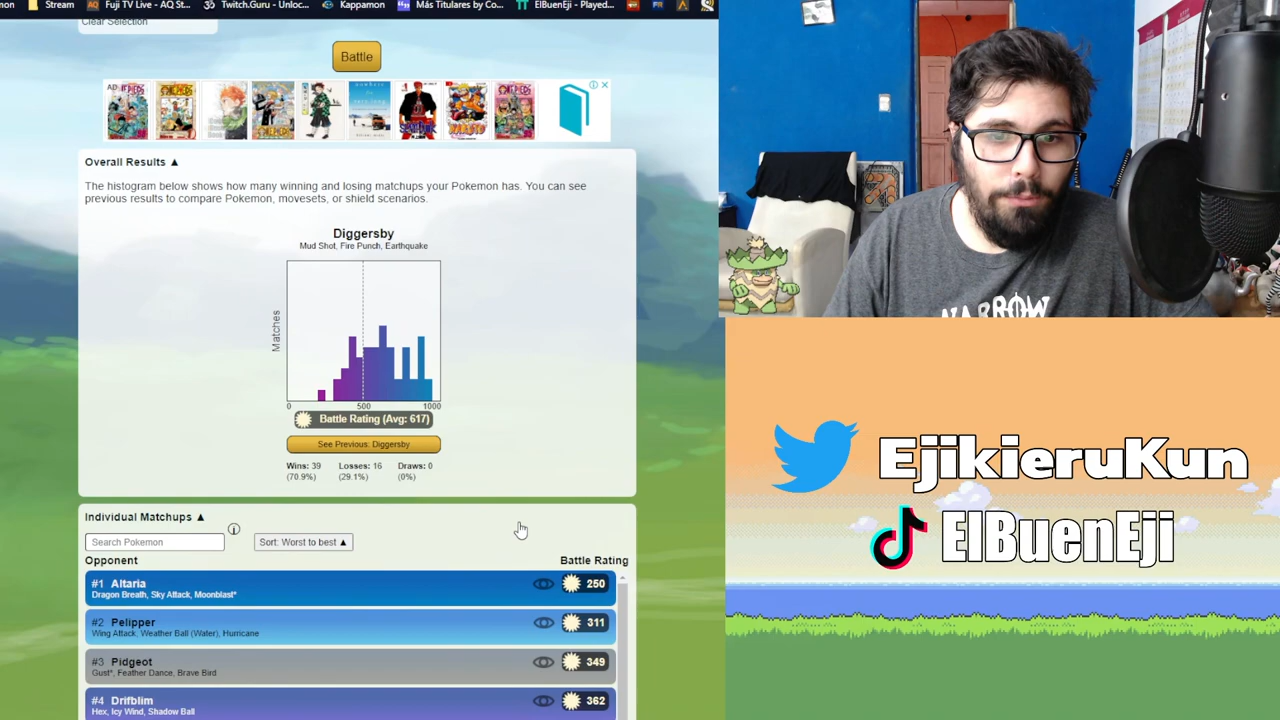 mon
Stream
AQ
Fuji TV Live - AQ St...
Twitch.Guru - Unloc...
Kappamon
Más Titulares by Co...
ElBuenEji - Played...
Clear Selection
Battle
AD
Overall Results ▲
The histogram below shows how many winning and losing matchups your Pokemon has. You can see
previous results to compare Pokemon, movesets, or shield scenarios.
Diggersby
Mud Shot, Fire Punch, Earthquake
Matches
0 500 1000
Battle Rating (Avg: 617)
See Previous: Diggersby
Wins: 39 Losses: 16 Draws: 0
(70.9%) (29.1%) (0%)
Individual Matchups ▲
Search Pokemon
Sort: Worst to best ▲
Opponent Battle Rating
#1 Altaria 250
Dragon Breath, Sky Attack, Moonblast*
#2 Pelipper 311
Wing Attack, Weather Ball (Water), Hurricane
#3 Pidgeot 349
Gust*, Feather Dance, Brave Bird
#4 Drifblim 362
Hex, Icy Wind, Shadow Ball
NARROW
EjikieruKun
ElBuenEji